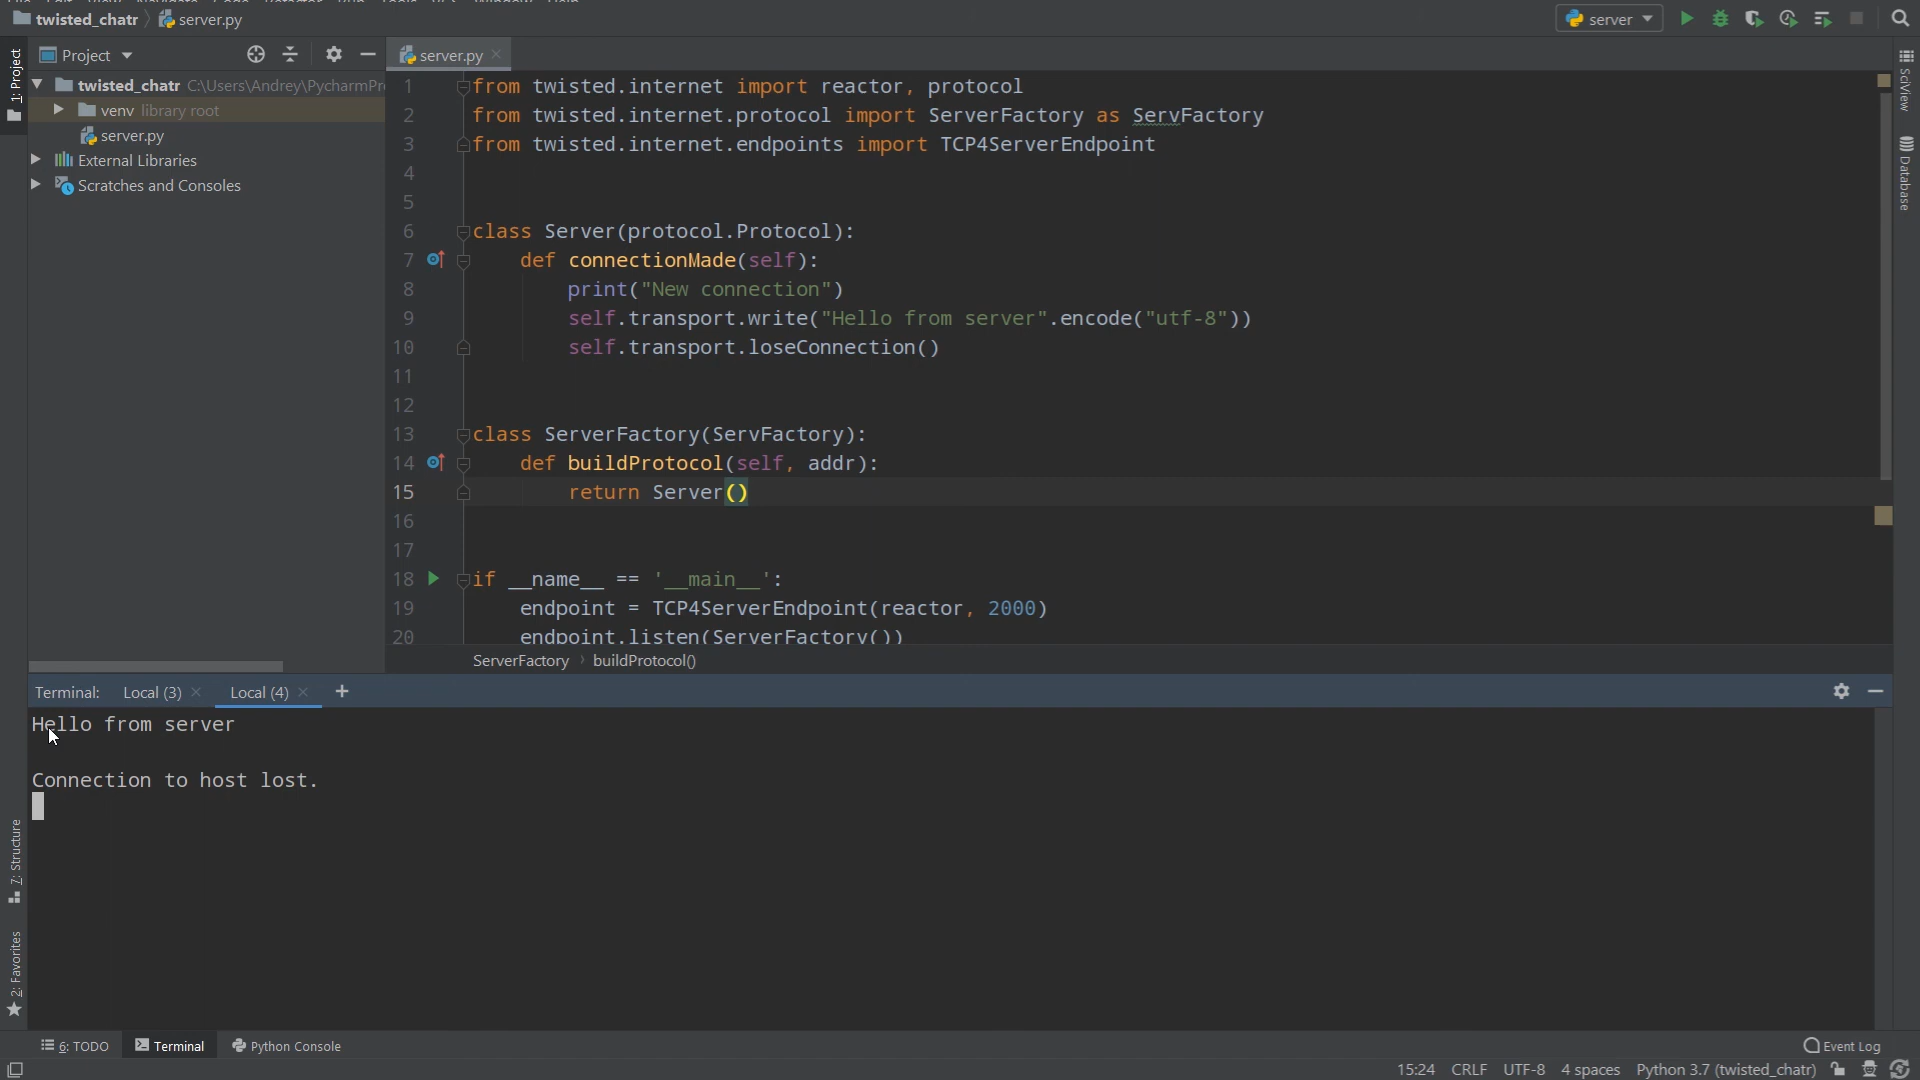 twisted_chatr server.py server
Project server.py
1: Project
twisted_chatr C:\Users\Andrey\PycharmPr
venv library root
server.py
External Libraries
Scratches and Consoles
1 from twisted.internet import reactor, protocol
2 from twisted.internet.protocol import ServerFactory as ServFactory
3 from twisted.internet.endpoints import TCP4ServerEndpoint
4
5
6 class Server(protocol.Protocol):
7 def connectionMade(self):
8 print("New connection")
9 self.transport.write("Hello from server".encode("utf-8"))
10 self.transport.loseConnection()
11
12
13 class ServerFactory(ServFactory):
14 def buildProtocol(self, addr):
15 return Server()
16
17
18 if __name__ == '__main__':
19 endpoint = TCP4ServerEndpoint(reactor, 2000)
20 endpoint.listen(ServerFactory())
ServerFactory › buildProtocol()
SciView
Database
Terminal: Local (3) Local (4) +
Hello from server
Connection to host lost.
7: Structure
2: Favorites
6: TODO Terminal Python Console Event Log
15:24 CRLF UTF-8 4 spaces Python 3.7 (twisted_chatr)